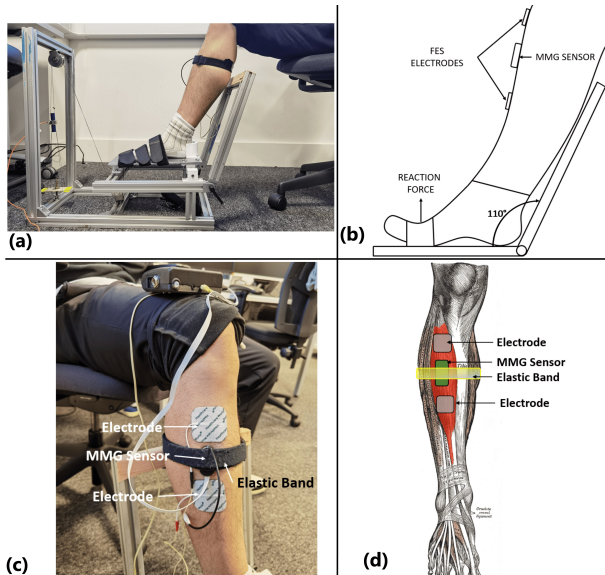 (a)
FES
ELECTRODES
MMG SENSOR
REACTION
FORCE
110°
(b)
Electrode
MMG Sensor
Elastic Band
Electrode
(c)
Electrode
MMG Sensor
Elastic Band
Electrode
(d)